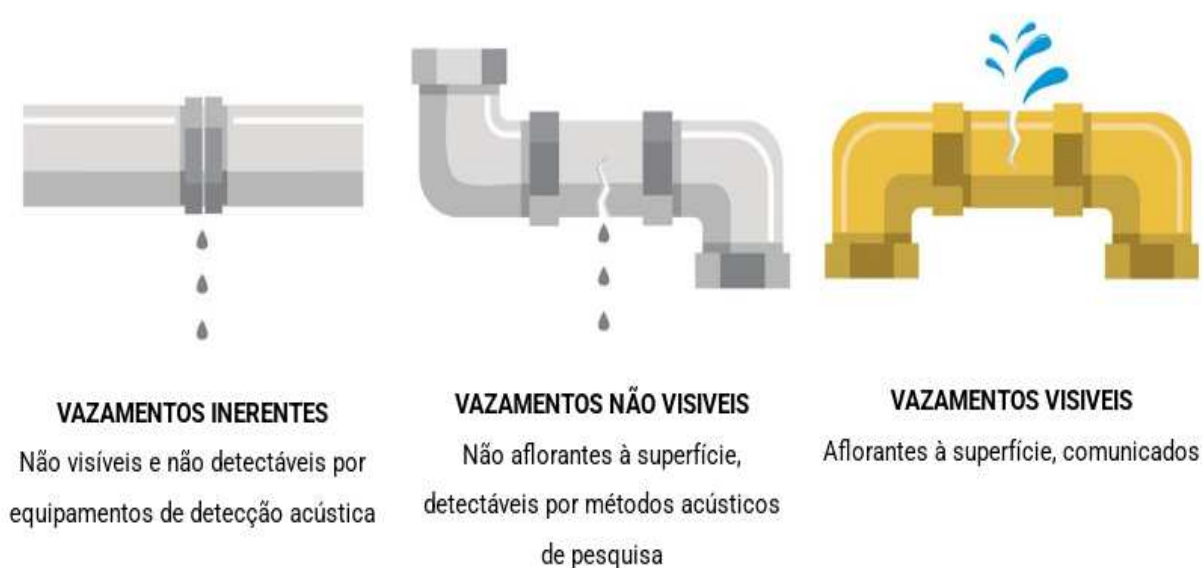 VAZAMENTOS INERENTES
Não visíveis e não detectáveis por
equipamentos de detecção acústica
VAZAMENTOS NÃO VISIVEIS
Não aflorantes à superfície,
detectáveis por métodos acústicos
de pesquisa
VAZAMENTOS VISIVEIS
Aflorantes à superfície, comunicados